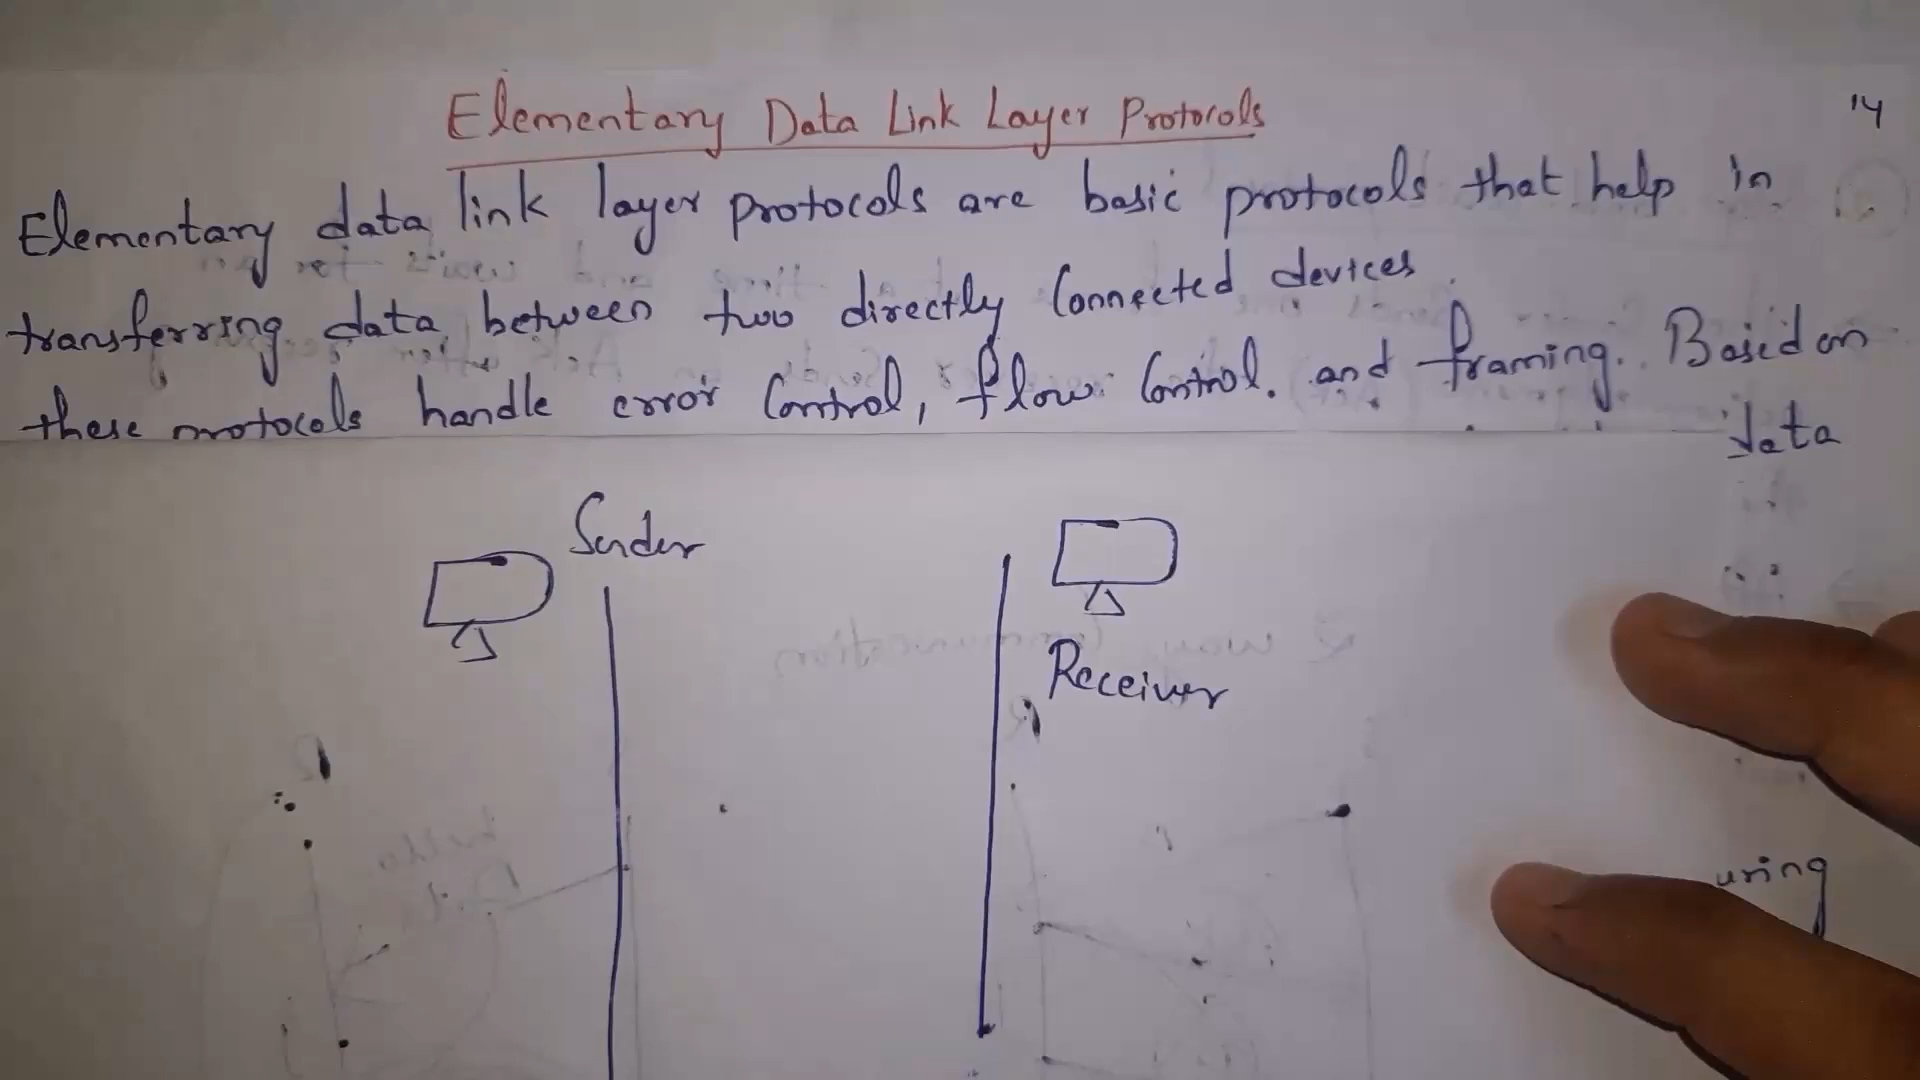 Elementary Data Link Layer Protocols
14
Elementary data link layer protocols are basic protocols that help in
transferring data between two directly Connected devices.
these protocols handle error Control, flow Control. and framing. Based on
data
Sender
Receiver
uring